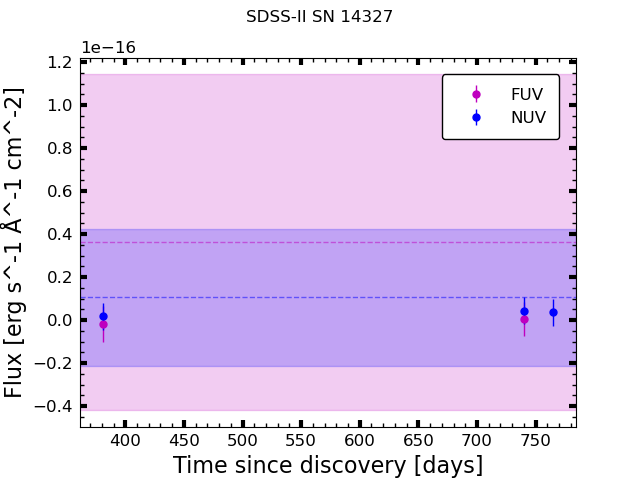 SDSS-II SN 14327
1e−16
FUV
NUV
1.2
1.0
0.8
0.6
0.4
0.2
0.0
−0.2
−0.4
Flux [erg s^-1 Å^-1 cm^-2]
400 450 500 550 600 650 700 750
Time since discovery [days]